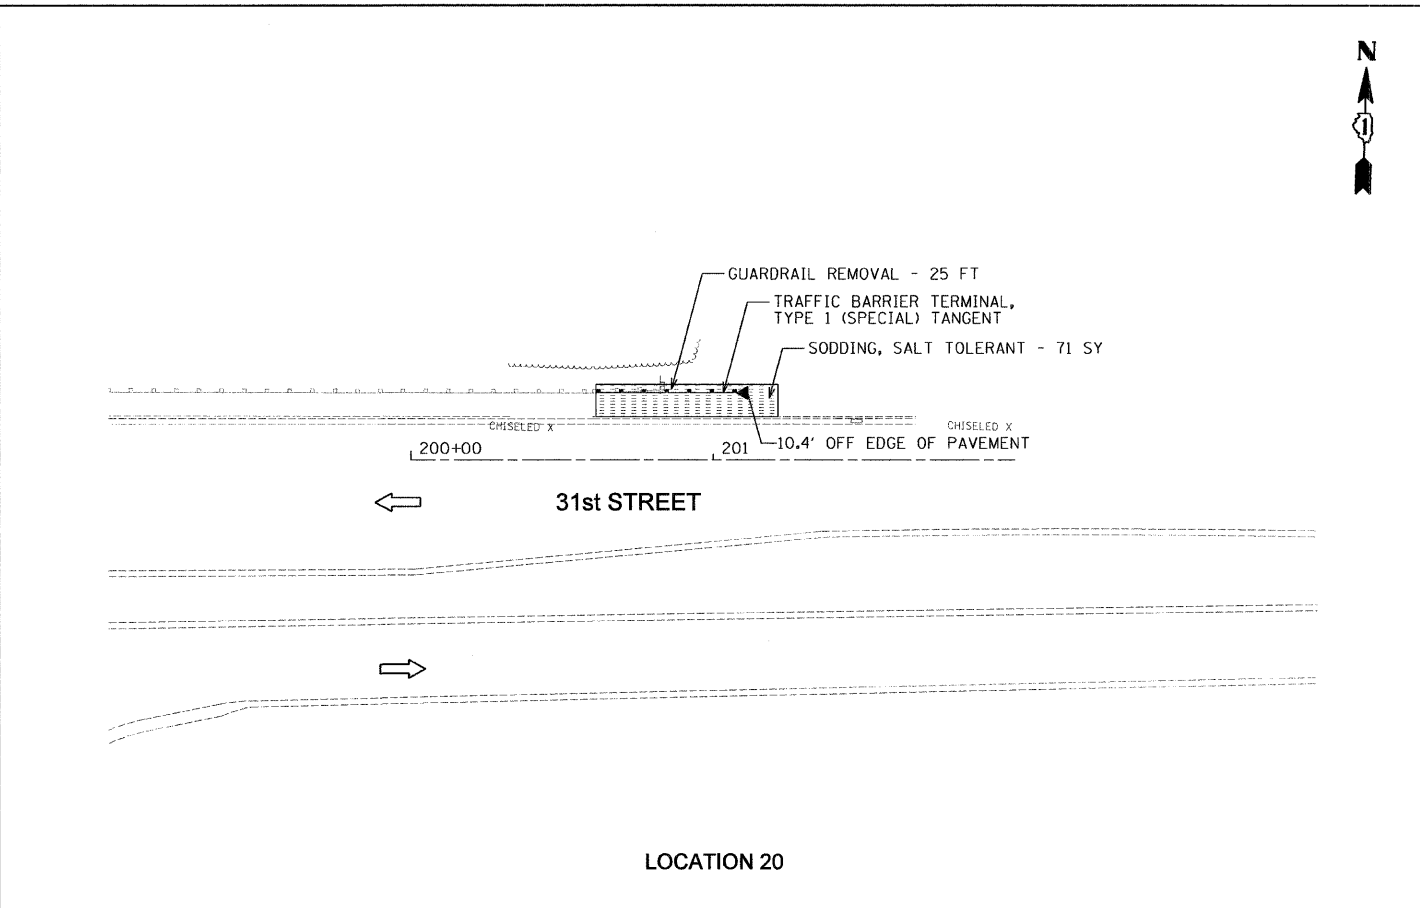 N
1
GUARDRAIL REMOVAL - 25 FT
TRAFFIC BARRIER TERMINAL,
TYPE 1 (SPECIAL) TANGENT
SODDING, SALT TOLERANT - 71 SY
CHISELED X
CHISELED X
10.4' OFF EDGE OF PAVEMENT
200+00
201
31st STREET
LOCATION 20